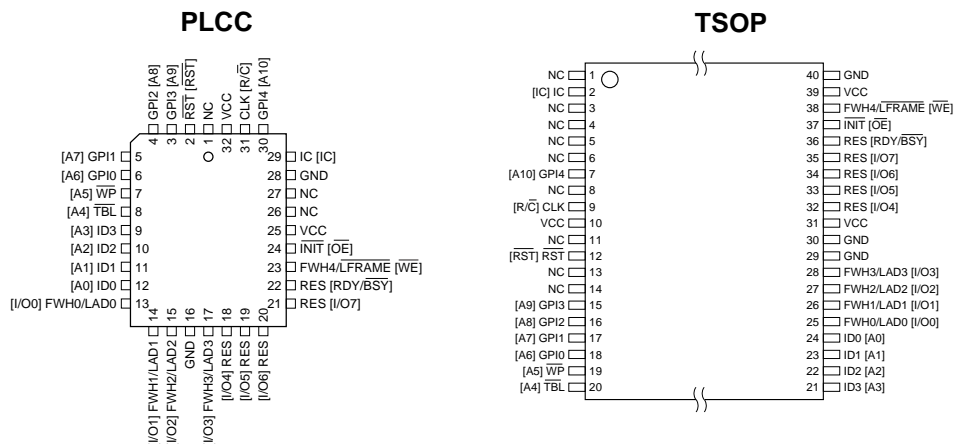 PLCC
TSOP
GPI2 [A8]
GPI3 [A9]
RST [RST]
NC
VCC
CLK [R/C]
GPI4 [A10]
4
3
2
1
32
31
30
[A7] GPI1 5
[A6] GPI0 6
[A5] WP 7
[A4] TBL 8
[A3] ID3 9
[A2] ID2 10
[A1] ID1 11
[A0] ID0 12
[I/O0] FWH0/LAD0 13
29 IC [IC]
28 GND
27 NC
26 NC
25 VCC
24 INIT [OE]
23 FWH4/LFRAME [WE]
22 RES [RDY/BSY]
21 RES [I/O7]
14
15
16
17
18
19
20
[I/O1] FWH1/LAD1
[I/O2] FWH2/LAD2
GND
[I/O3] FWH3/LAD3
[I/O4] RES
[I/O5] RES
[I/O6] RES
NC 1
[IC] IC 2
NC 3
NC 4
NC 5
NC 6
[A10] GPI4 7
NC 8
[R/C] CLK 9
VCC 10
NC 11
[RST] RST 12
NC 13
NC 14
[A9] GPI3 15
[A8] GPI2 16
[A7] GPI1 17
[A6] GPI0 18
[A5] WP 19
[A4] TBL 20
40 GND
39 VCC
38 FWH4/LFRAME [WE]
37 INIT [OE]
36 RES [RDY/BSY]
35 RES [I/O7]
34 RES [I/O6]
33 RES [I/O5]
32 RES [I/O4]
31 VCC
30 GND
29 GND
28 FWH3/LAD3 [I/O3]
27 FWH2/LAD2 [I/O2]
26 FWH1/LAD1 [I/O1]
25 FWH0/LAD0 [I/O0]
24 ID0 [A0]
23 ID1 [A1]
22 ID2 [A2]
21 ID3 [A3]